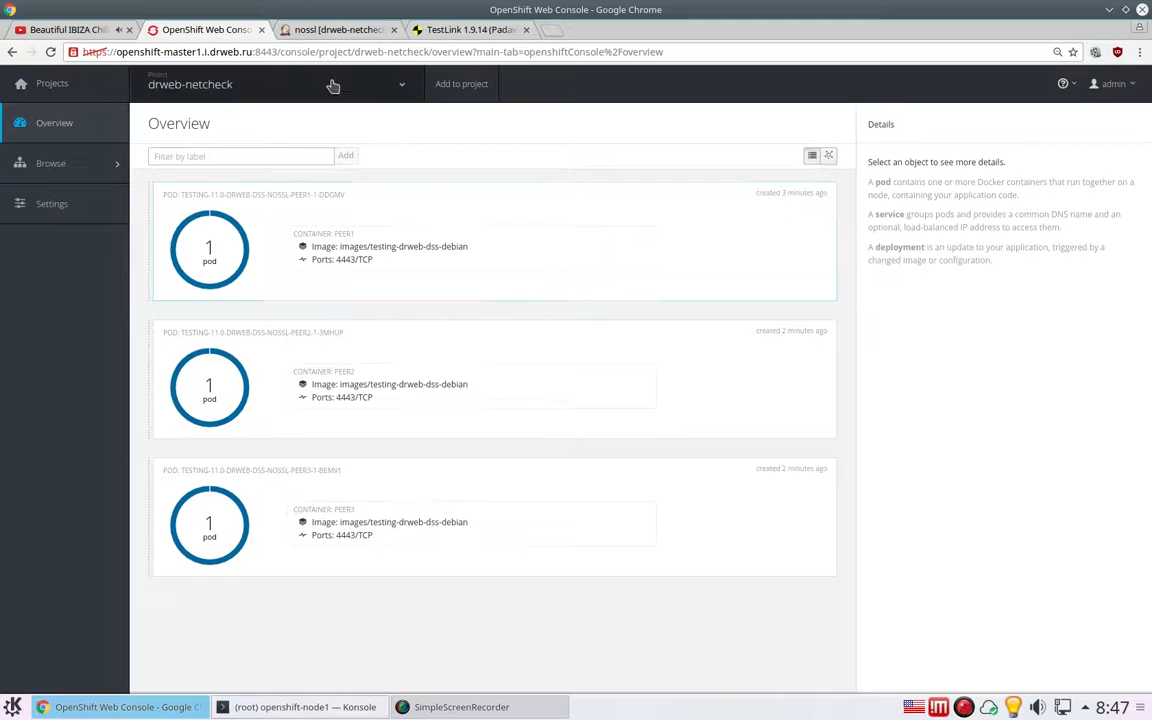 OpenShift Web Console - Google Chrome
Beautiful IBIZA Chil
OpenShift Web Conso
nossl [drweb-netchec
TestLink 1.9.14 (Padaw
https://openshift-master1.i.drweb.ru:8443/console/project/drweb-netcheck/overview?main-tab=openshiftConsole%2Foverview
Projects
Project
drweb-netcheck
Add to project
admin
Overview
Browse
Settings
Overview
Filter by label
Add
POD: TESTING-11.0-DRWEB-DSS-NOSSL-PEER1-1-DDGMV
created 3 minutes ago
1
pod
CONTAINER: PEER1
Image: images/testing-drweb-dss-debian
Ports: 4443/TCP
POD: TESTING-11.0-DRWEB-DSS-NOSSL-PEER2-1-3MHUP
created 2 minutes ago
1
pod
CONTAINER: PEER2
Image: images/testing-drweb-dss-debian
Ports: 4443/TCP
POD: TESTING-11.0-DRWEB-DSS-NOSSL-PEER3-1-BEMV1
created 2 minutes ago
1
pod
CONTAINER: PEER3
Image: images/testing-drweb-dss-debian
Ports: 4443/TCP
Details
Select an object to see more details.
A pod contains one or more Docker containers that run together on a
node, containing your application code.
A service groups pods and provides a common DNS name and an
optional, load-balanced IP address to access them.
A deployment is an update to your application, triggered by a
changed image or configuration.
OpenShift Web Console - Google C
(root) openshift-node1 — Konsole
SimpleScreenRecorder
8:47